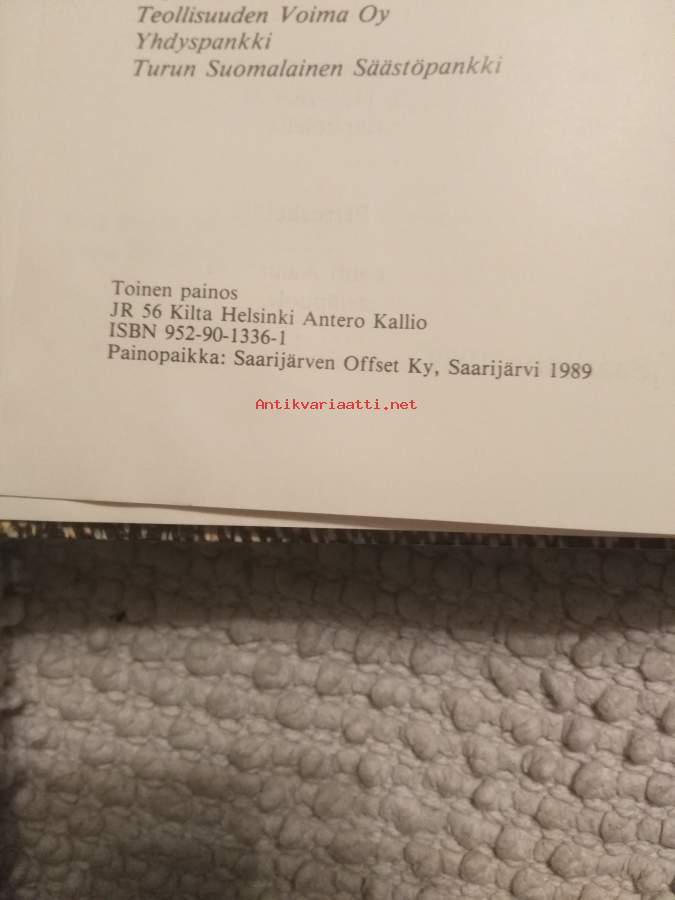 Teollisuuden Voima Oy
Yhdyspankki
Turun Suomalainen Säästöpankki
Toinen painos
JR 56 Kilta Helsinki Antero Kallio
ISBN 952-90-1336-1
Painopaikka: Saarijärven Offset Ky, Saarijärvi 1989
Antikvariaatti.net